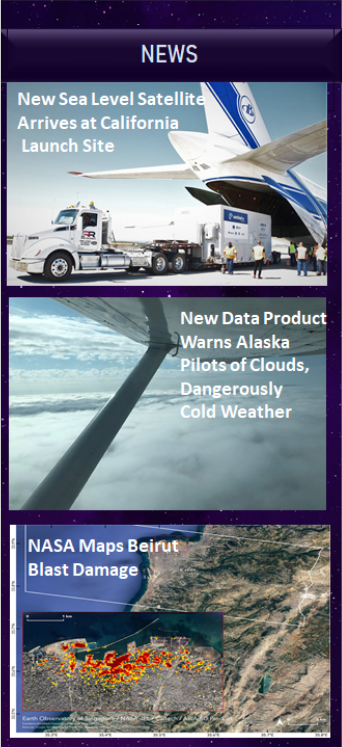 NEWS
New Sea Level Satellite
Arrives at California
Launch Site
New Data Product
Warns Alaska
Pilots of Clouds,
Dangerously
Cold Weather
NASA Maps Beirut
Blast Damage